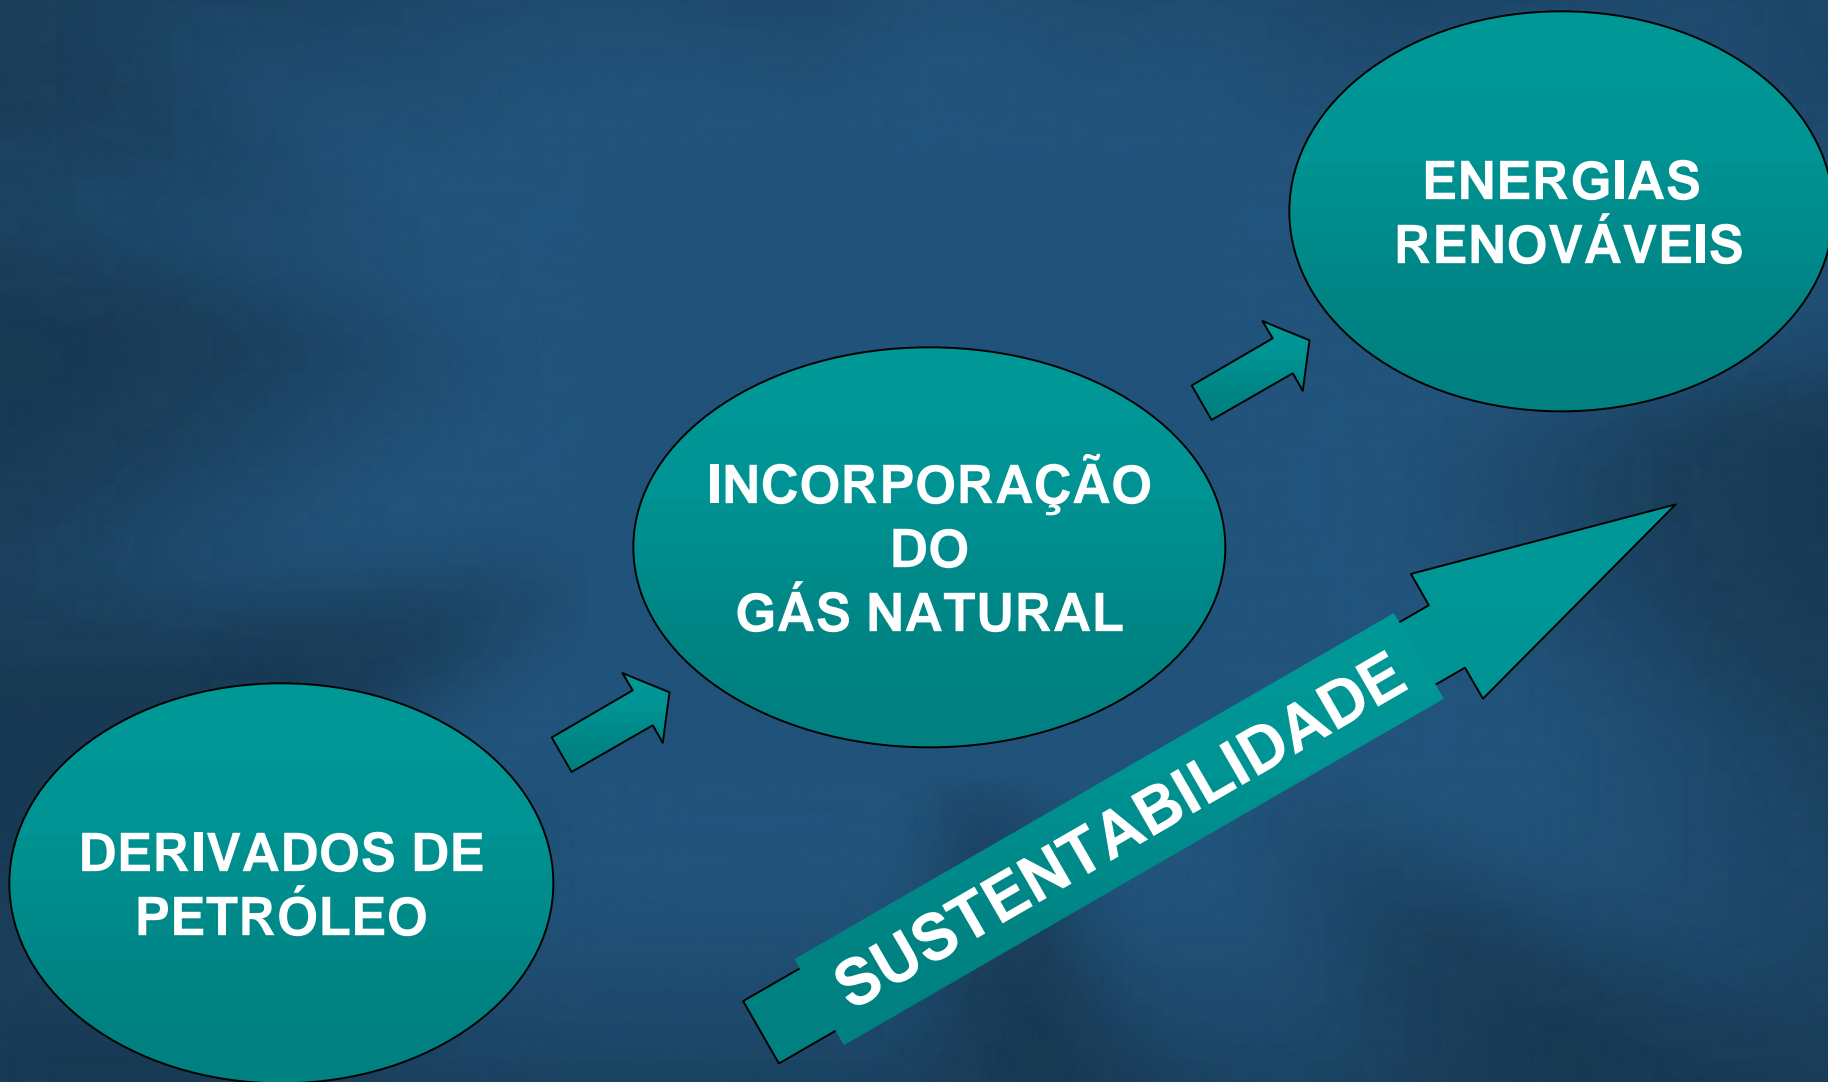 ENERGIAS
RENOVÁVEIS
INCORPORAÇÃO
DO
GÁS NATURAL
DERIVADOS DE
PETRÓLEO
SUSTENTABILIDADE